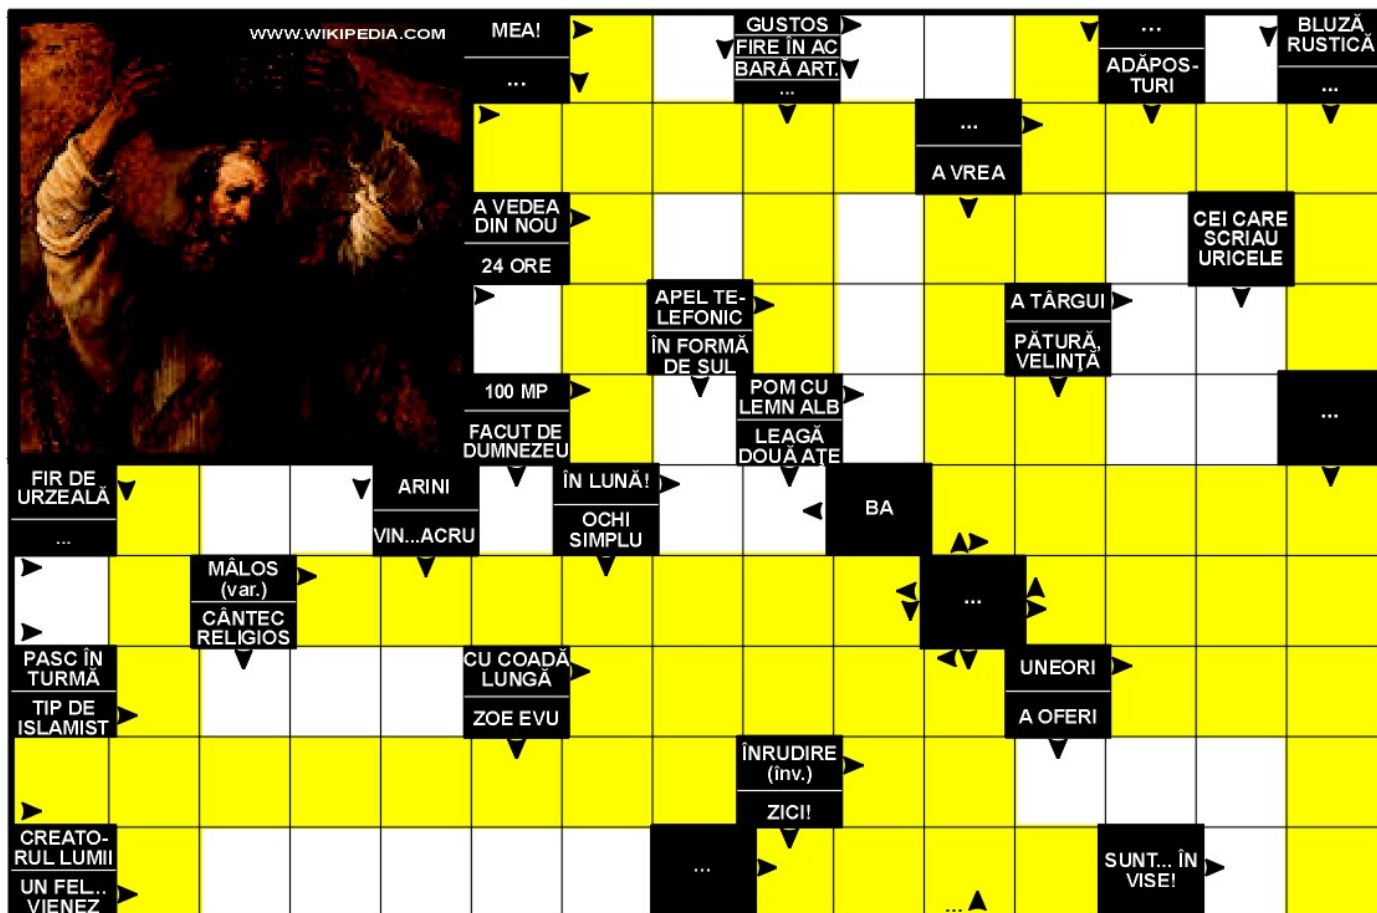 WWW.WIKIPEDIA.COM
MEA!
...
GUSTOS
FIRE ÎN AC
BARĂ ART.
...
...
ADĂPOS-
TURI
BLUZĂ
RUSTICĂ
...
...
A VREA
A VEDEA
DIN NOU
24 ORE
CEI CARE
SCRIAU
URICELE
APEL TE-
LEFONIC
ÎN FORMĂ
DE SUL
A TÂRGUI
PĂTURĂ,
VELINŢĂ
100 MP
FACUT DE
DUMNEZEU
POM CU
LEMN ALB
LEAGĂ
DOUĂ AȚE
...
FIR DE
URZEALĂ
...
ARINI
VIN...ACRU
ÎN LUNĂ!
OCHI
SIMPLU
BA
MÂLOS
(var.)
CÂNTEC
RELIGIOS
...
PASC ÎN
TURMĂ
TIP DE
ISLAMIST
CU COADĂ
LUNGĂ
ZOE EVU
UNEORI
A OFERI
ÎNRUDIRE
(înv.)
ZICI!
CREATO-
RUL LUMII
UN FEL...
VIENEZ
...
SUNT... ÎN
VISE!
...